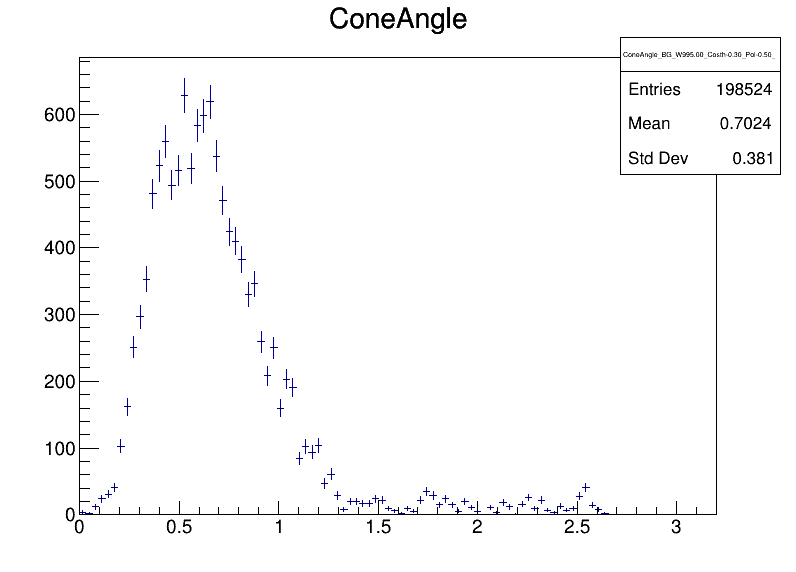 ConeAngle
ConeAngle_BG_W995.00_Costh-0.30_Pol-0.50_
Entries 198524
Mean 0.7024
Std Dev 0.381
600
500
400
300
200
100
0
0 0.5 1 1.5 2 2.5 3